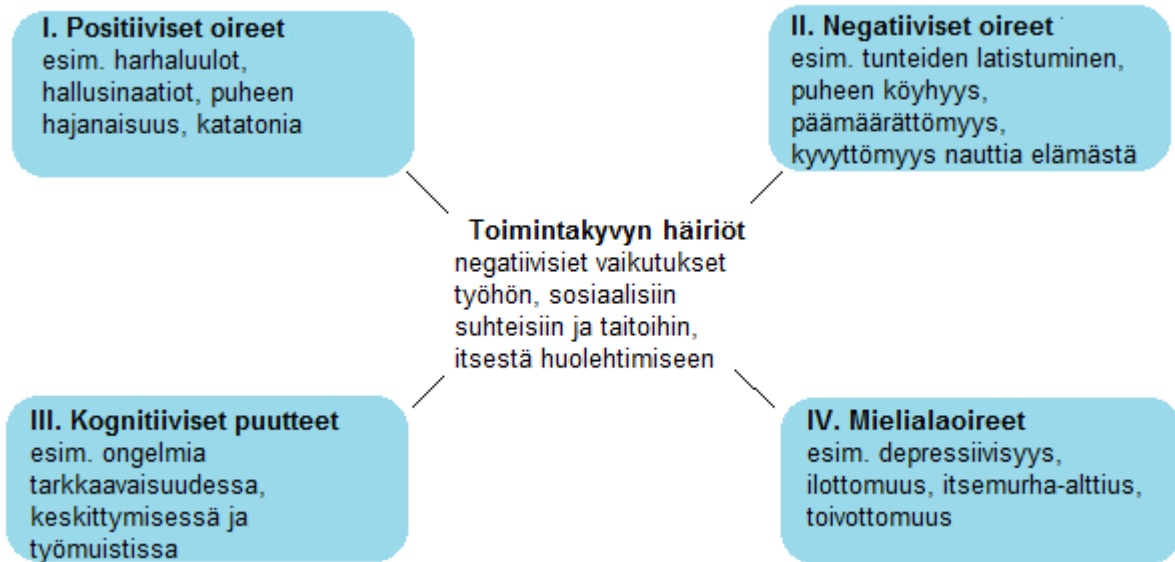 I. Positiiviset oireet
esim. harhaluulot,
hallusinaatiot, puheen
hajanaisuus, katatonia
II. Negatiiviset oireet
esim. tunteiden latistuminen,
puheen köyhyys,
päämäärättömyys,
kyvyttömyys nauttia elämästä
Toimintakyvyn häiriöt
negatiivisiet vaikutukset
työhön, sosiaalisiin
suhteisiin ja taitoihin,
itsestä huolehtimiseen
III. Kognitiiviset puutteet
esim. ongelmia
tarkkaavaisuudessa,
keskittymisessä ja
työmuistissa
IV. Mielialaoireet
esim. depressiivisyys,
ilottomuus, itsemurha-alttius,
toivottomuus